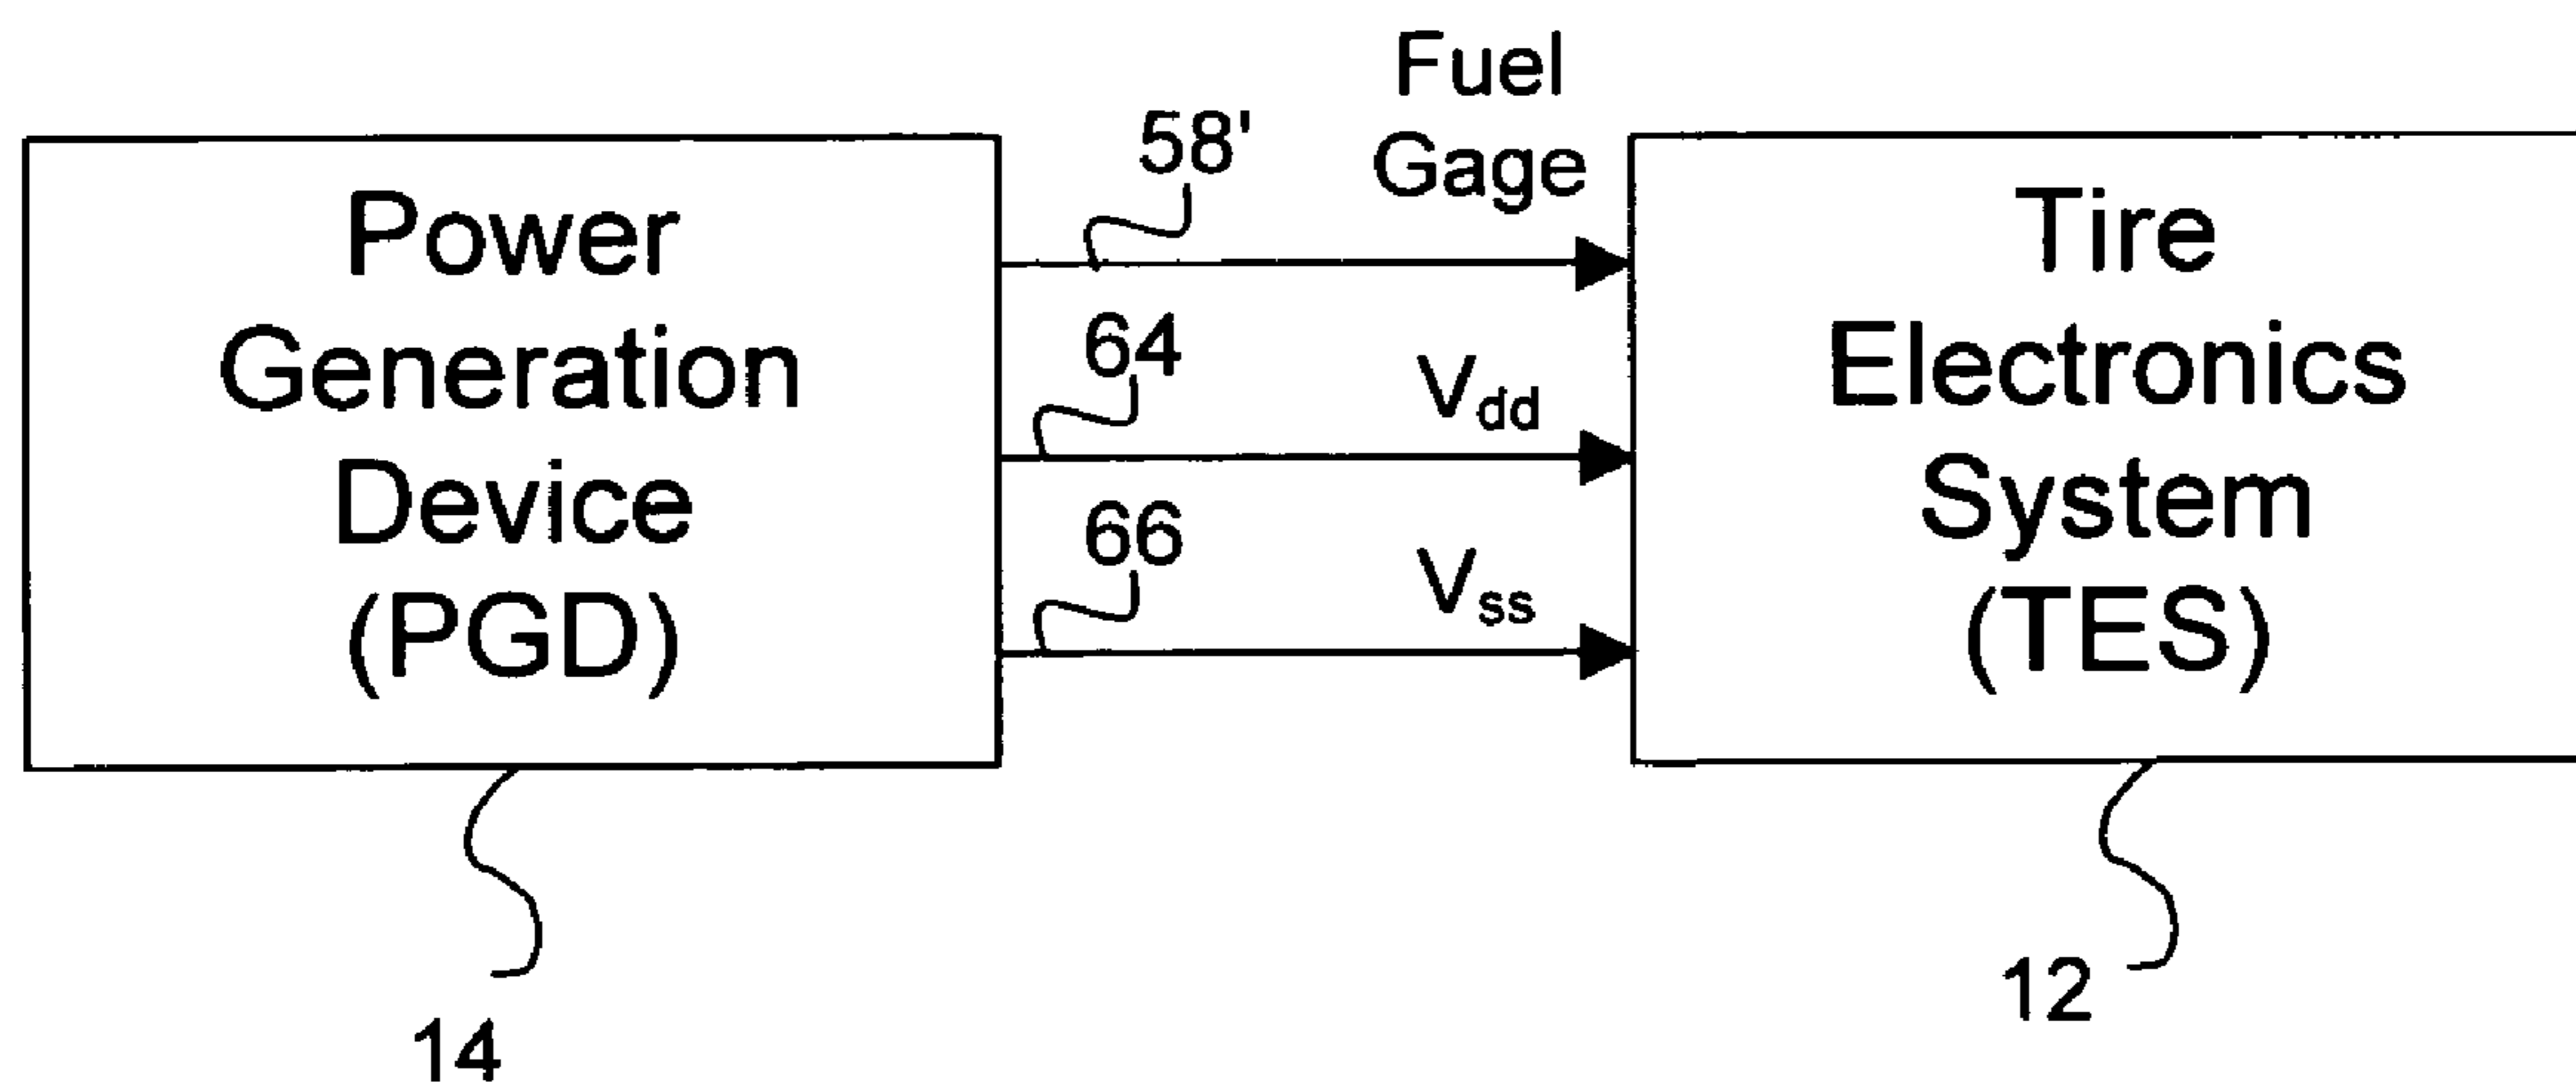 Power
Generation
Device
(PGD)
14
58'
Fuel
Gage
64
Vdd
66
Vss
Tire
Electronics
System
(TES)
12